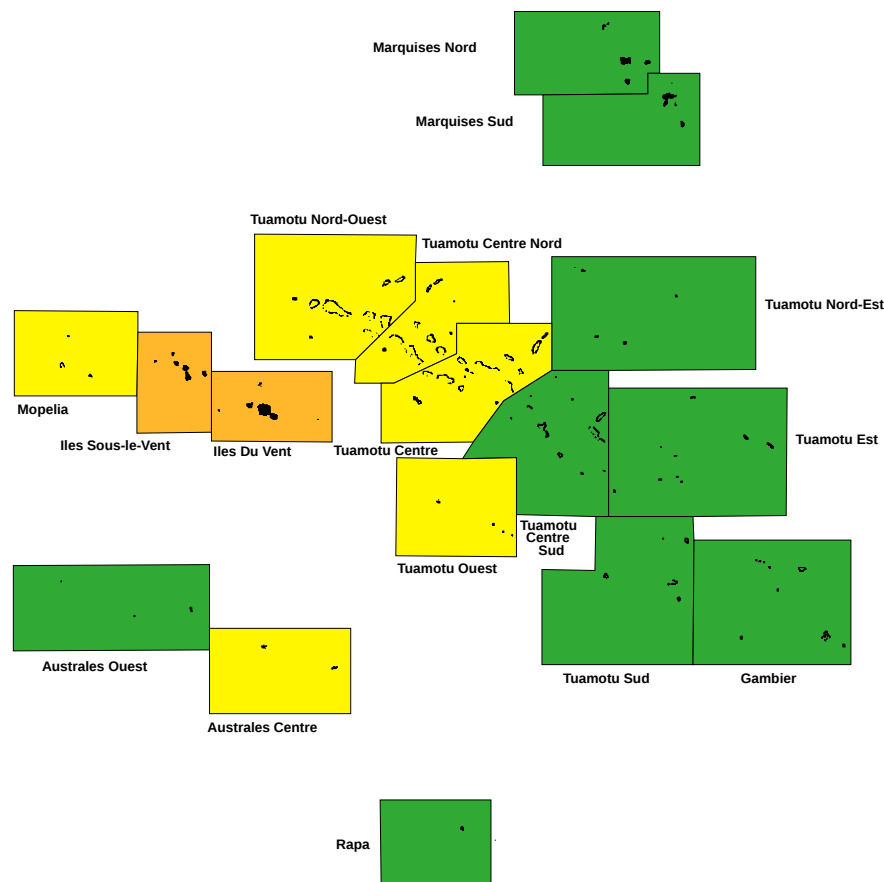 Marquises Nord
Marquises Sud
Tuamotu Nord-Ouest
Tuamotu Centre Nord
Tuamotu Nord-Est
Mopelia
Iles Sous-le-Vent
Iles Du Vent
Tuamotu Centre
Tuamotu Est
Tuamotu
Centre
Sud
Tuamotu Ouest
Australes Ouest
Tuamotu Sud
Gambier
Australes Centre
Rapa